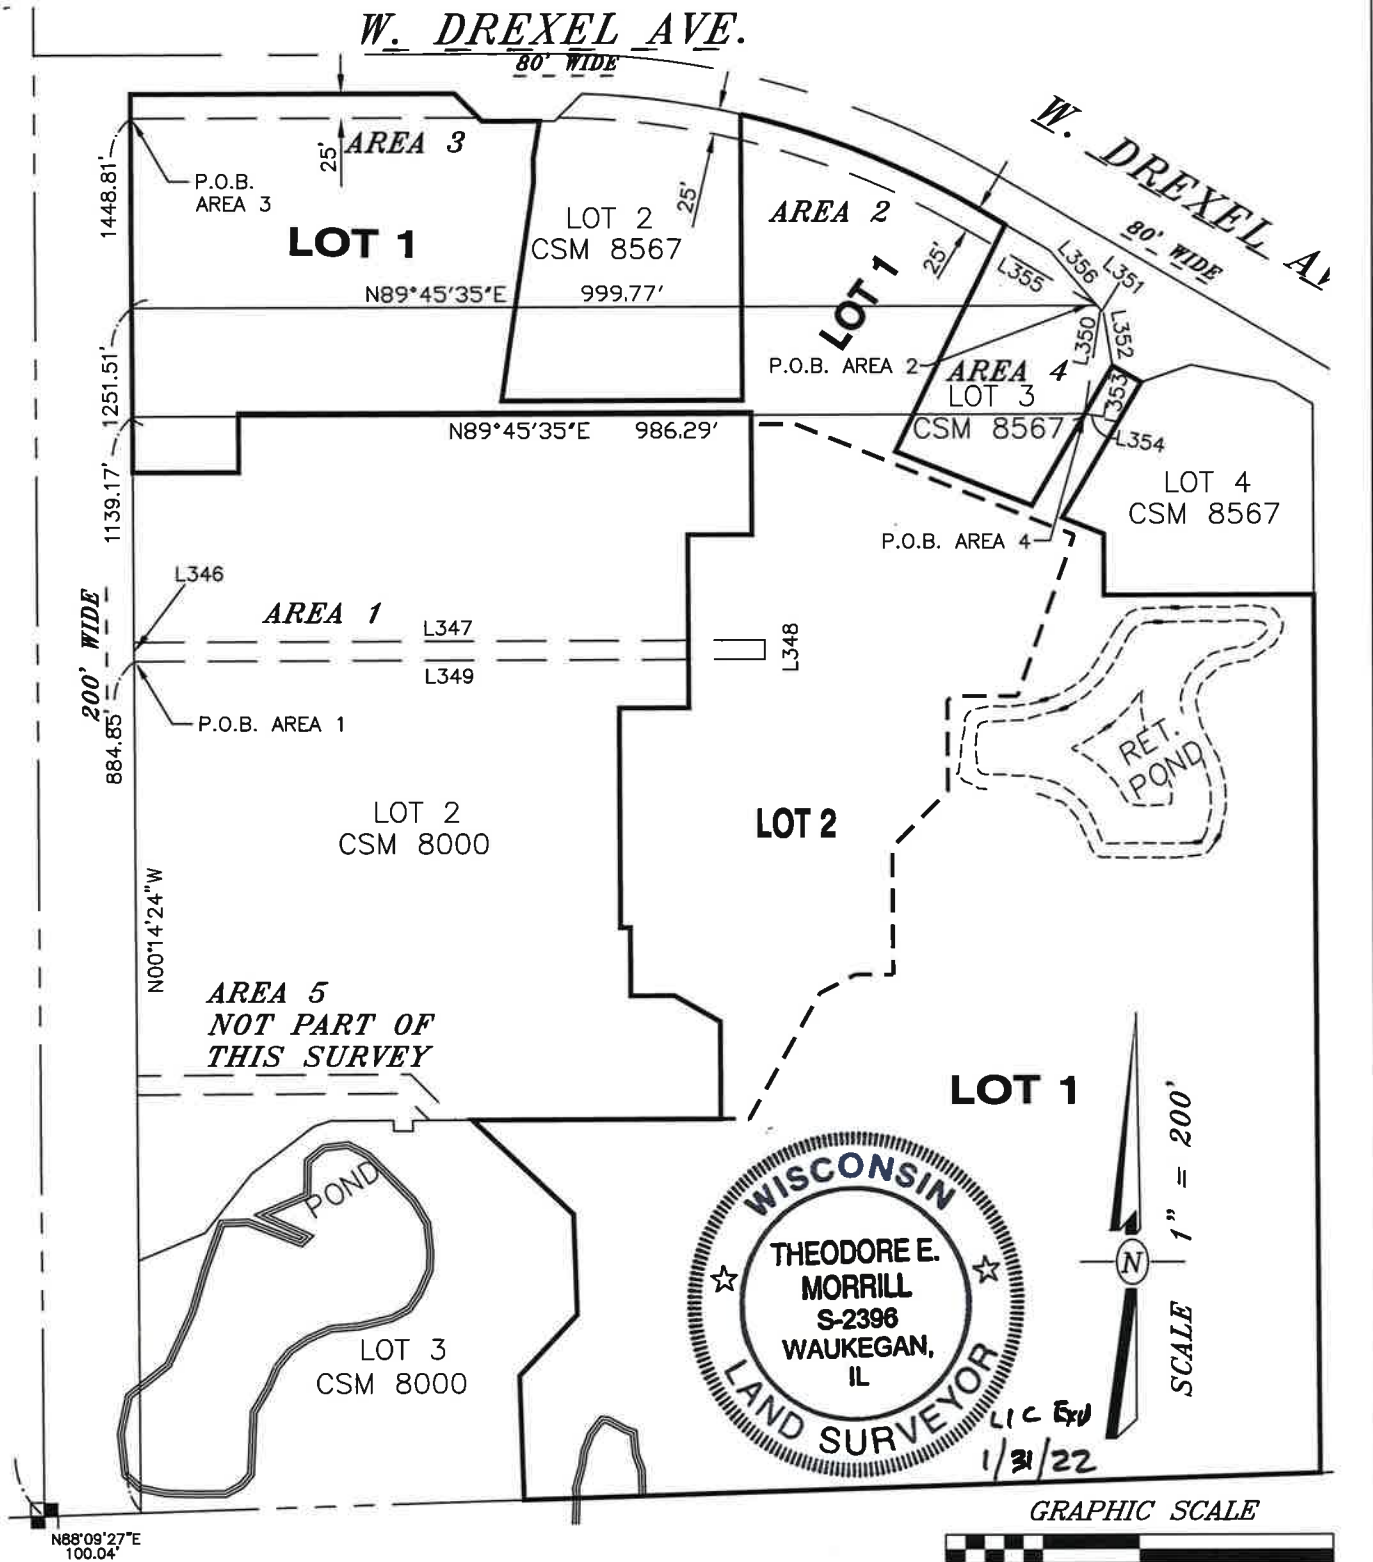 W. DREXEL AVE.
80' WIDE
W. DREXEL AV
80' WIDE
AREA 3
25'
1448.81'
P.O.B.
AREA 3
LOT 1
LOT 2
CSM 8567
25'
AREA 2
LOT 1
25'
L355
L356
L351
N89°45'35"E 999.77'
L350
L352
1251.51'
P.O.B. AREA 2
AREA 4
LOT 3
CSM 8567
L353
L354
N89°45'35"E 986.29'
1139.17'
LOT 4
CSM 8567
P.O.B. AREA 4
L346
200' WIDE
AREA 1
L347
L348
L349
884.85'
P.O.B. AREA 1
RET.
POND
LOT 2
CSM 8000
LOT 2
N00°14'24"W
AREA 5
NOT PART OF
THIS SURVEY
LOT 1
SCALE 1" = 200'
N
POND
WISCONSIN
THEODORE E.
MORRILL
S-2396
WAUKEGAN,
IL
LAND SURVEYOR
LOT 3
CSM 8000
LIC EXP
1/31/22
GRAPHIC SCALE
N88°09'27"E
100.04'